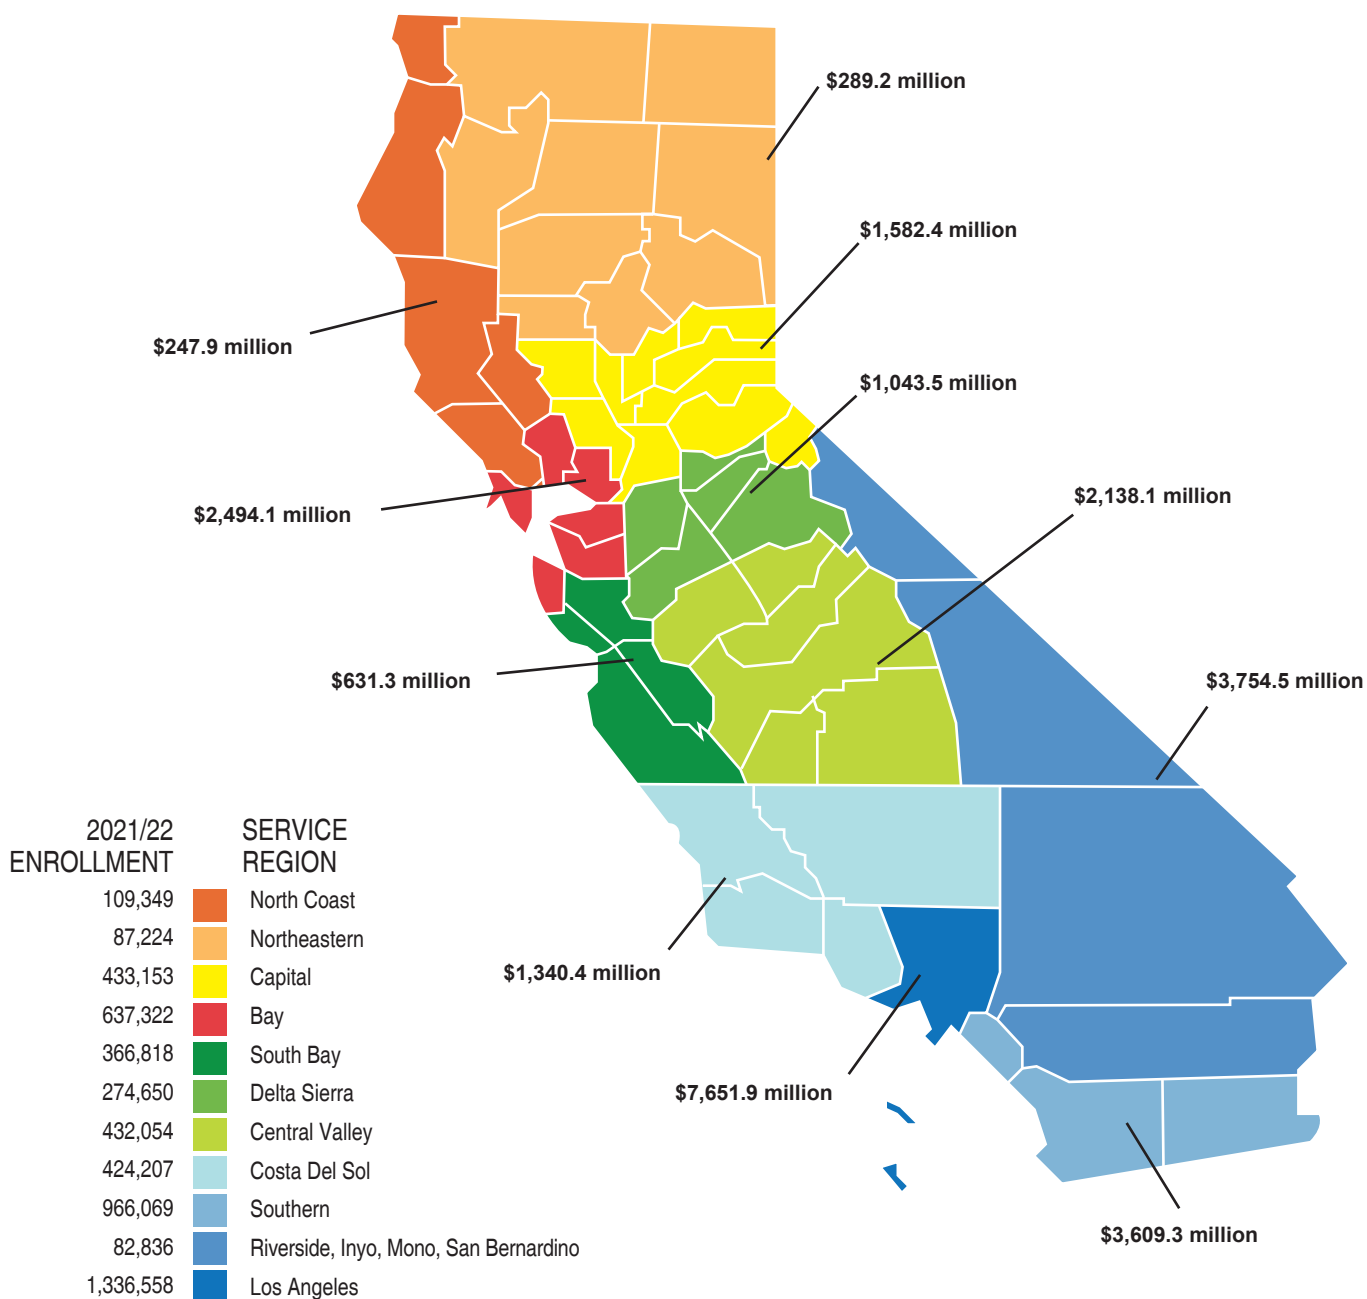 $289.2 million
$1,582.4 million
$247.9 million
$1,043.5 million
$2,494.1 million
$2,138.1 million
$631.3 million
$3,754.5 million
$1,340.4 million
$7,651.9 million
$3,609.3 million
2021/22 SERVICE
ENROLLMENT REGION
109,349 North Coast
87,224 Northeastern
433,153 Capital
637,322 Bay
366,818 South Bay
274,650 Delta Sierra
432,054 Central Valley
424,207 Costa Del Sol
966,069 Southern
82,836 Riverside, Inyo, Mono, San Bernardino
1,336,558 Los Angeles